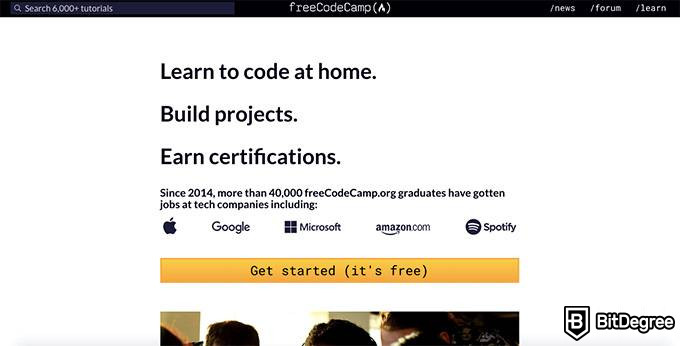 Search 6,000+ tutorials
freeCodeCamp(🔥)
/news /forum /learn
Learn to code at home.
Build projects.
Earn certifications.
Since 2014, more than 40,000 freeCodeCamp.org graduates have gotten
jobs at tech companies including:
Google Microsoft amazon.com Spotify
Get started (it's free)
BitDegree